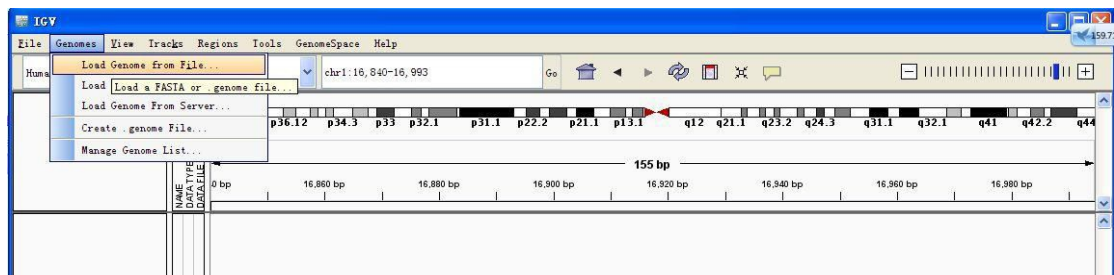 IGV
159.7
File Genomes View Tracks Regions Tools GenomeSpace Help
Load Genome from File...
Huma chr1:16,840-16,993 Go
Load Load a FASTA or .genome file...
Load Genome From Server...
Create .genome File...
Manage Genome List...
p36.12 p34.3 p33 p32.1 p31.1 p22.2 p21.1 p13.1 q12 q21.1 q23.2 q24.3 q31.1 q32.1 q41 q42.2 q44
155 bp
NAME
DATA TYPE
DATA FILE
0 bp 16,860 bp 16,880 bp 16,900 bp 16,920 bp 16,940 bp 16,960 bp 16,980 bp